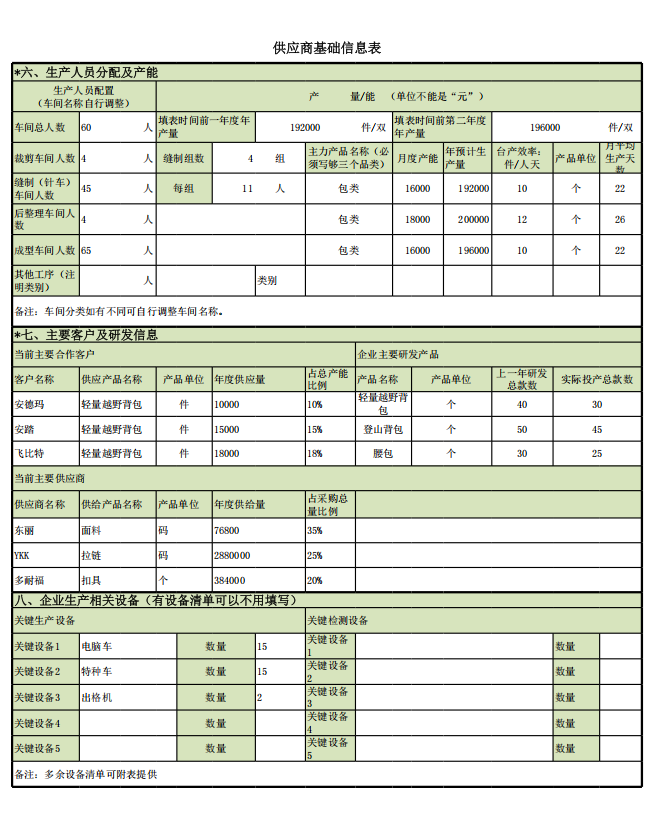 供应商基础信息表
*六、生产人员分配及产能
生产人员配置
（车间名称自行调整）
产 量/能 （单位不能是“元”）
车间总人数 60 人 填表时间前一年度年产量 192000 件/双 填表时间前第二年度年产量 196000 件/双
裁剪车间人数 4 人 缝制组数 4 组 主力产品名称（必须写够三个品类） 月度产能 年预计生产量 台产效率：件/人天 产品单位 月平均生产天数
缝制（针车）车间人数 45 人 每组 11 人 包类 16000 192000 10 个 22
后整理车间人数 4 人 包类 18000 200000 12 个 26
成型车间人数 65 人 包类 16000 196000 10 个 22
其他工序（注明类别） 人 类别
备注：车间分类如有不同可自行调整车间名称。
*七、主要客户及研发信息
当前主要合作客户 企业主要研发产品
客户名称 供应产品名称 产品单位 年度供应量 占总产能比例 产品名称 产品单位 上一年研发总款数 实际投产总款数
安德玛 轻量越野背包 件 10000 10% 轻量越野背包 个 40 30
安踏 轻量越野背包 件 15000 15% 登山背包 个 50 45
飞比特 轻量越野背包 件 18000 18% 腰包 个 30 25
当前主要供应商
供应商名称 供给产品名称 产品单位 年度供给量 占采购总量比例
东丽 面料 码 76800 35%
YKK 拉链 码 2880000 25%
多耐福 扣具 个 384000 20%
八、企业生产相关设备（有设备清单可以不用填写）
关键生产设备 关键检测设备
关键设备1 电脑车 数量 15 关键设备1 数量
关键设备2 特种车 数量 15 关键设备2 数量
关键设备3 出格机 数量 2 关键设备3 数量
关键设备4 数量 关键设备4 数量
关键设备5 数量 关键设备5 数量
备注：多余设备清单可附表提供